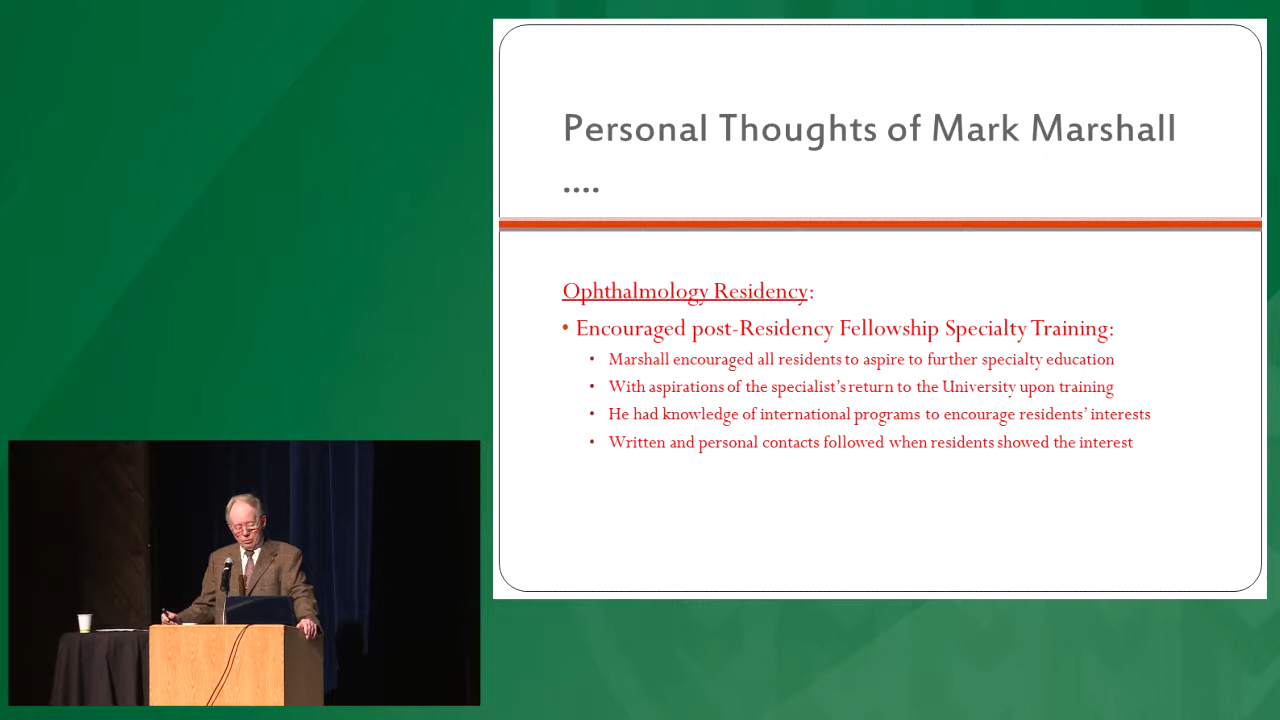 Personal Thoughts of Mark Marshall
....
Ophthalmology Residency:
• Encouraged post-Residency Fellowship Specialty Training:
• Marshall encouraged all residents to aspire to further specialty education
• With aspirations of the specialist's return to the University upon training
• He had knowledge of international programs to encourage residents' interests
• Written and personal contacts followed when residents showed the interest